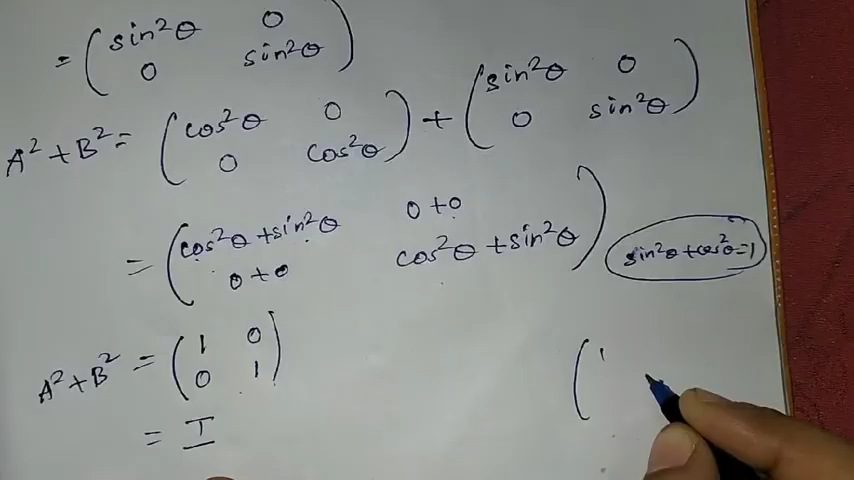 = ( sin²θ 0
0 sin²θ )
A² + B² = ( cos²θ 0
0 cos²θ ) + ( sin²θ 0
0 sin²θ )
= ( cos²θ + sin²θ 0 + 0
0 + 0 cos²θ + sin²θ )
sin²θ + cos²θ = 1
A² + B² = ( 1 0
0 1 )
= I
( 1